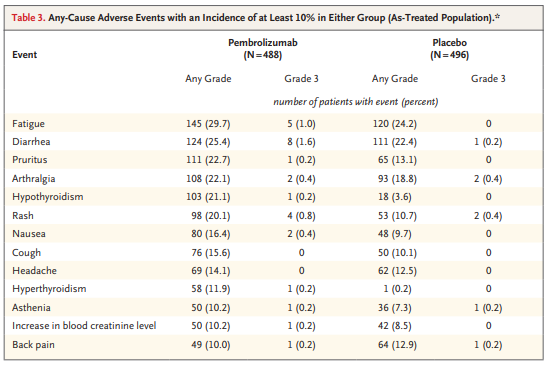 Table 3. Any-Cause Adverse Events with an Incidence of at Least 10% in Either Group (As-Treated Population).*
Event Pembrolizumab (N=488) Placebo (N=496)
Any Grade Grade 3 Any Grade Grade 3
number of patients with event (percent)
Fatigue 145 (29.7) 5 (1.0) 120 (24.2) 0
Diarrhea 124 (25.4) 8 (1.6) 111 (22.4) 1 (0.2)
Pruritus 111 (22.7) 1 (0.2) 65 (13.1) 0
Arthralgia 108 (22.1) 2 (0.4) 93 (18.8) 2 (0.4)
Hypothyroidism 103 (21.1) 1 (0.2) 18 (3.6) 0
Rash 98 (20.1) 4 (0.8) 53 (10.7) 2 (0.4)
Nausea 80 (16.4) 2 (0.4) 48 (9.7) 0
Cough 76 (15.6) 0 50 (10.1) 0
Headache 69 (14.1) 0 62 (12.5) 0
Hyperthyroidism 58 (11.9) 1 (0.2) 1 (0.2) 0
Asthenia 50 (10.2) 1 (0.2) 36 (7.3) 1 (0.2)
Increase in blood creatinine level 50 (10.2) 1 (0.2) 42 (8.5) 0
Back pain 49 (10.0) 1 (0.2) 64 (12.9) 1 (0.2)